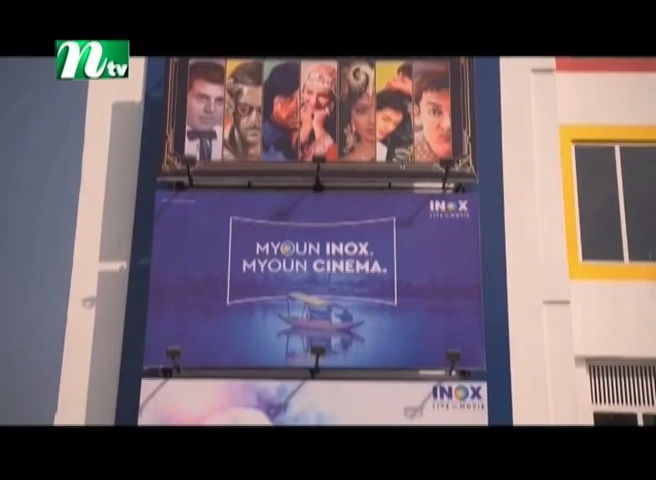 ntv
INOX
LIVE the MOVIE
MYOUN INOX.
MYOUN CINEMA.
INOX
LIVE the MOVIE